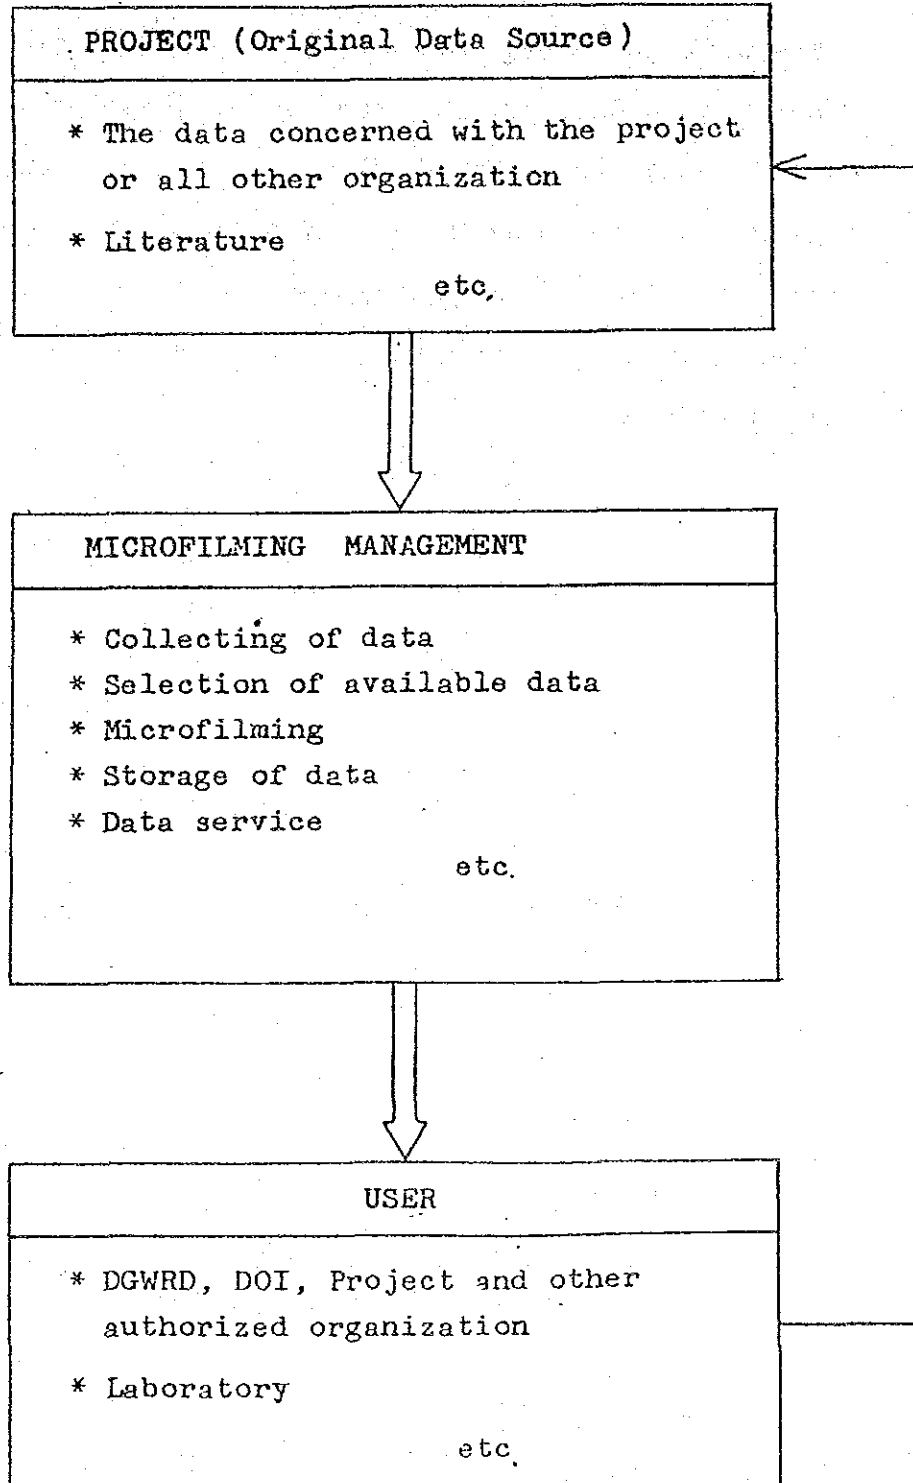 PROJECT (Original Data Source)
* The data concerned with the project
or all other organization
* Literature
etc.
MICROFILMING MANAGEMENT
* Collecting of data
* Selection of available data
* Microfilming
* Storage of data
* Data service
etc.
USER
* DGWRD, DOI, Project and other
authorized organization
* Laboratory
etc.